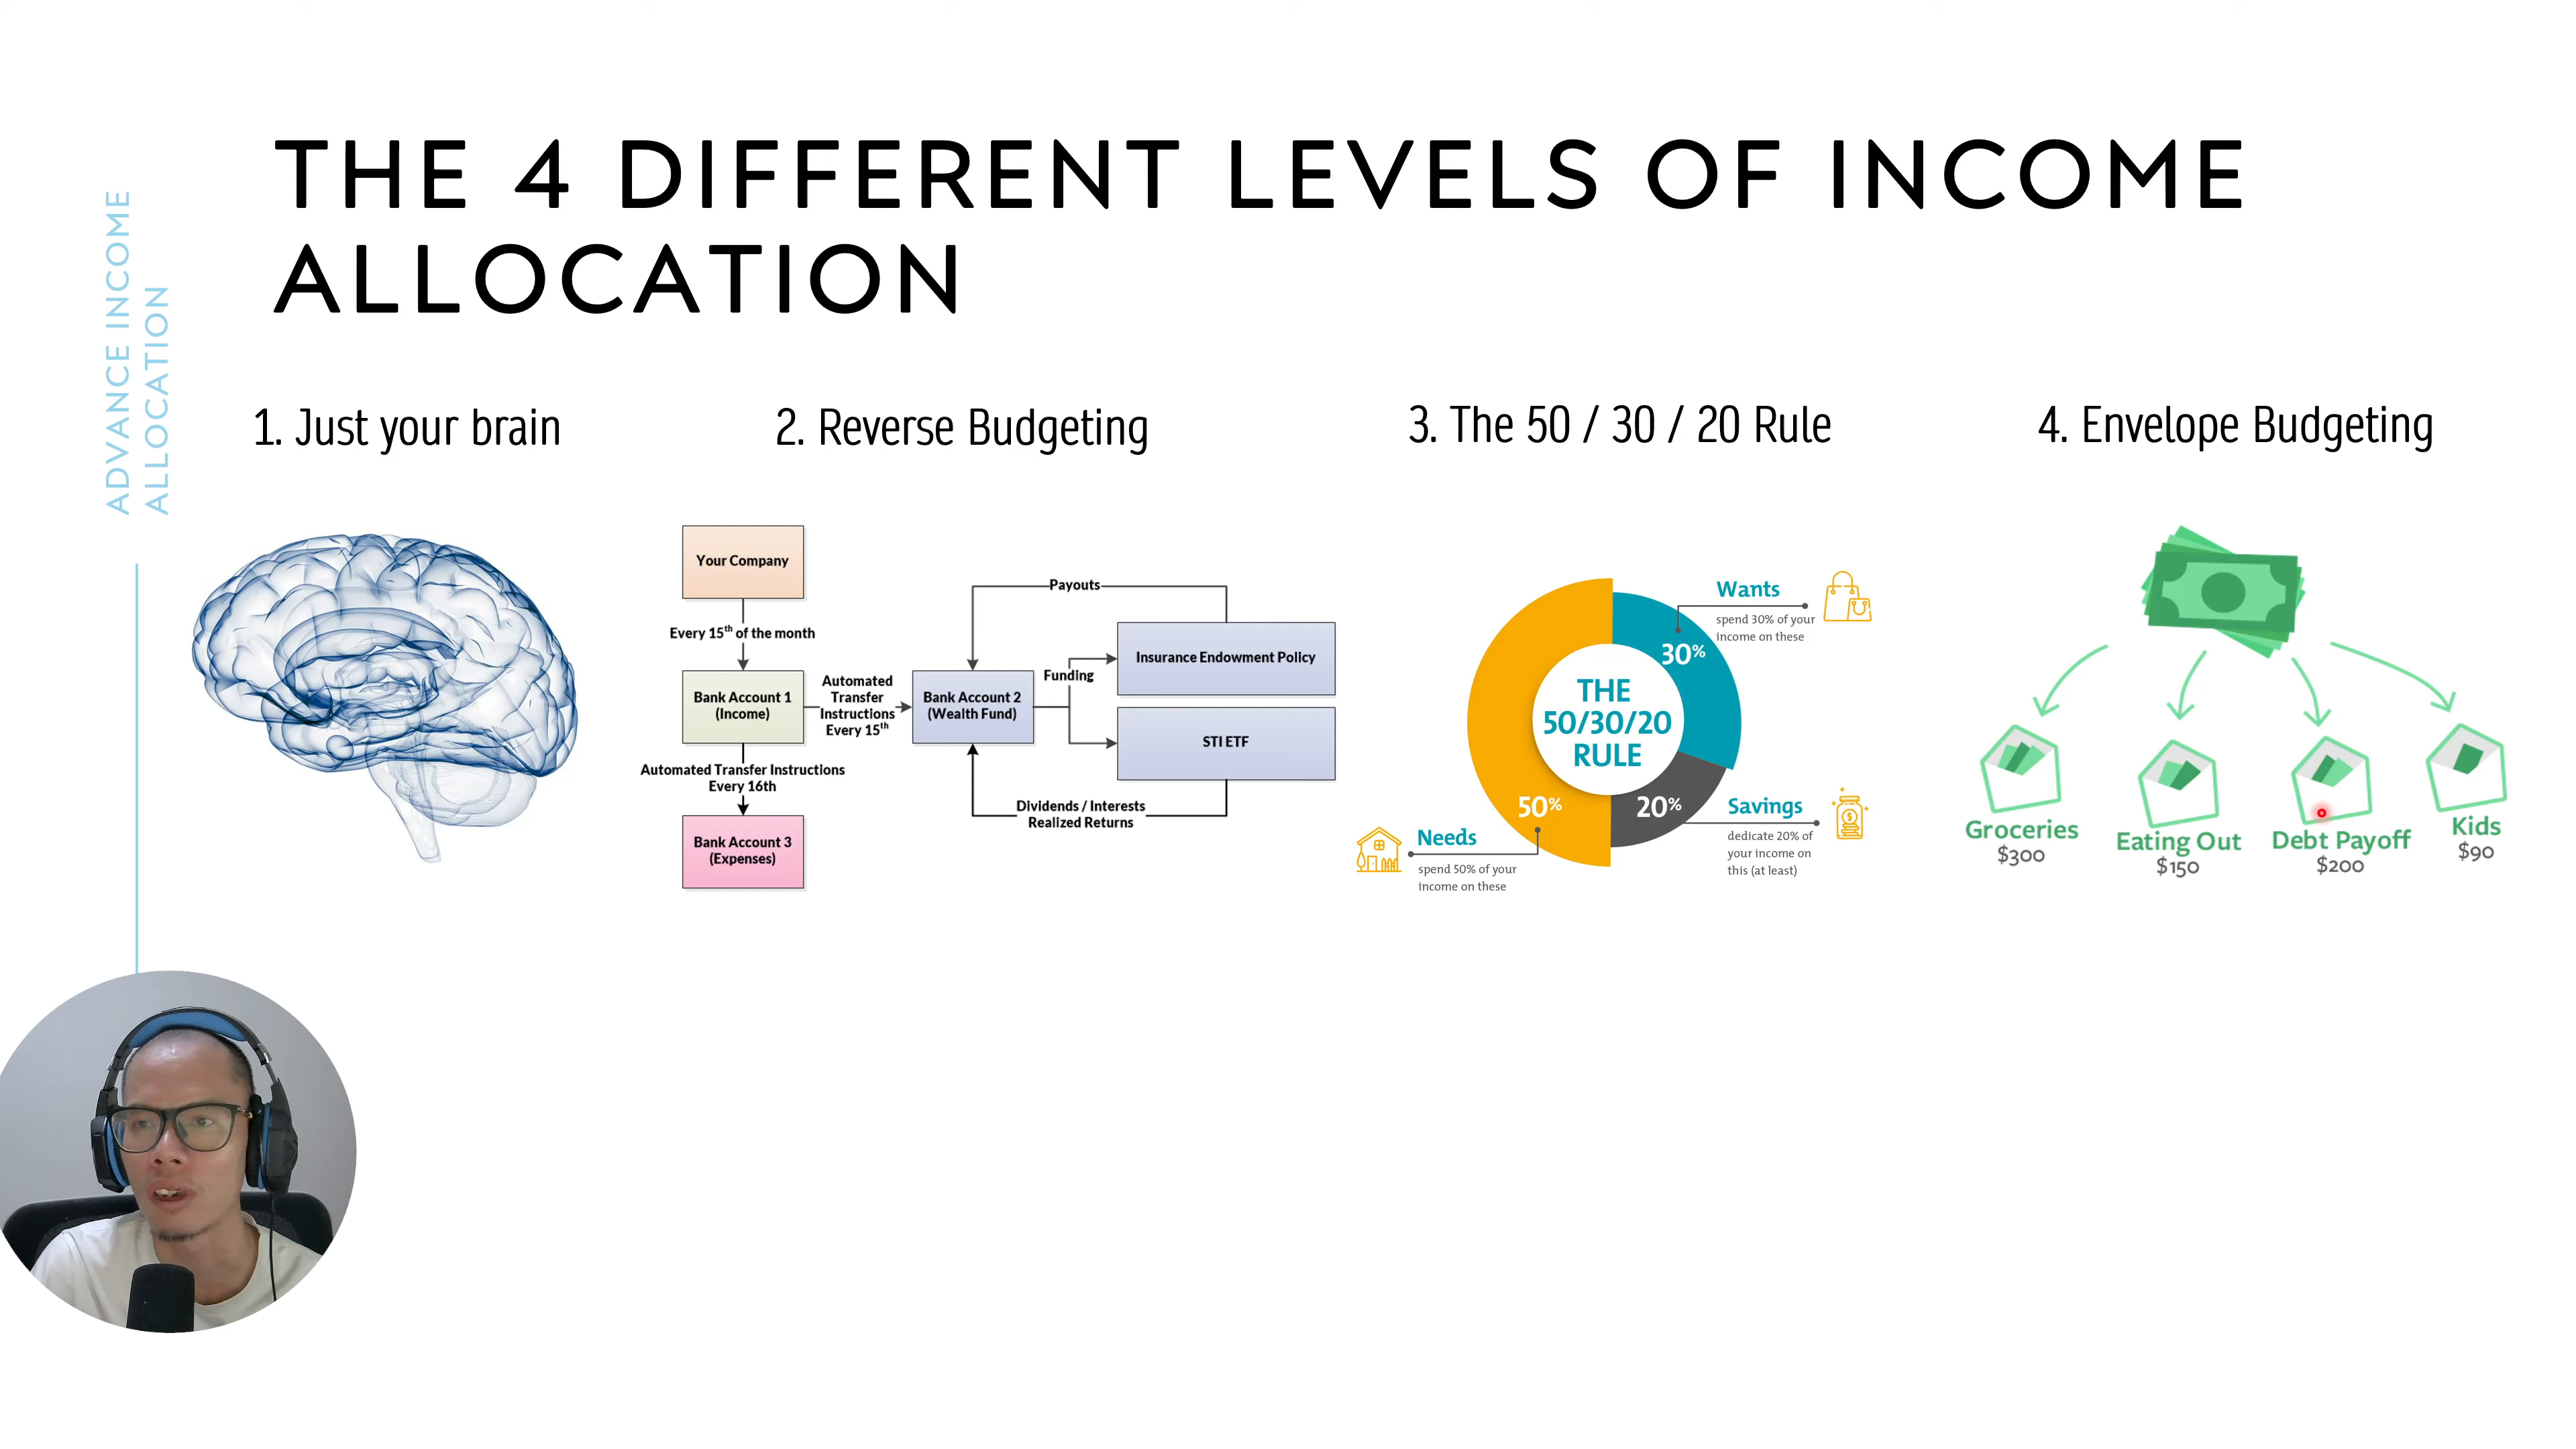 THE 4 DIFFERENT LEVELS OF INCOME
ALLOCATION
ADVANCE INCOME
ALLOCATION
1. Just your brain
2. Reverse Budgeting
Your Company
Every 15th of the month
Bank Account 1
(Income)
Automated
Transfer
Instructions
Every 15th
Bank Account 2
(Wealth Fund)
Payouts
Funding
Insurance Endowment Policy
STI ETF
Dividends / Interests
Realized Returns
Automated Transfer Instructions
Every 16th
Bank Account 3
(Expenses)
3. The 50 / 30 / 20 Rule
Wants
spend 30% of your
income on these
30%
THE
50/30/20
RULE
50%
20%
Savings
dedicate 20% of
your income on
this (at least)
Needs
spend 50% of your
income on these
4. Envelope Budgeting
Groceries
$300
Eating Out
$150
Debt Payoff
$200
Kids
$90